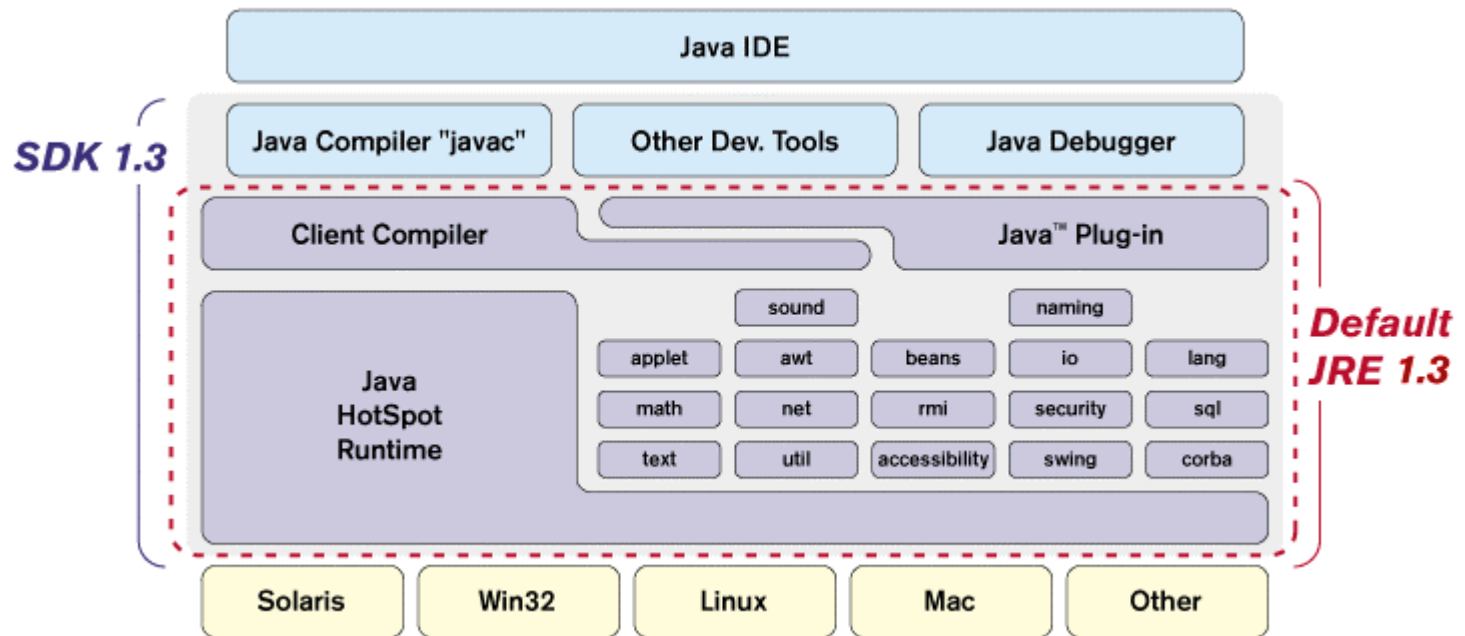 Java IDE
SDK 1.3
Java Compiler "javac"
Other Dev. Tools
Java Debugger
Client Compiler
Java™ Plug-in
Java
HotSpot
Runtime
sound
naming
applet
awt
beans
io
lang
math
net
rmi
security
sql
text
util
accessibility
swing
corba
Default
JRE 1.3
Solaris
Win32
Linux
Mac
Other